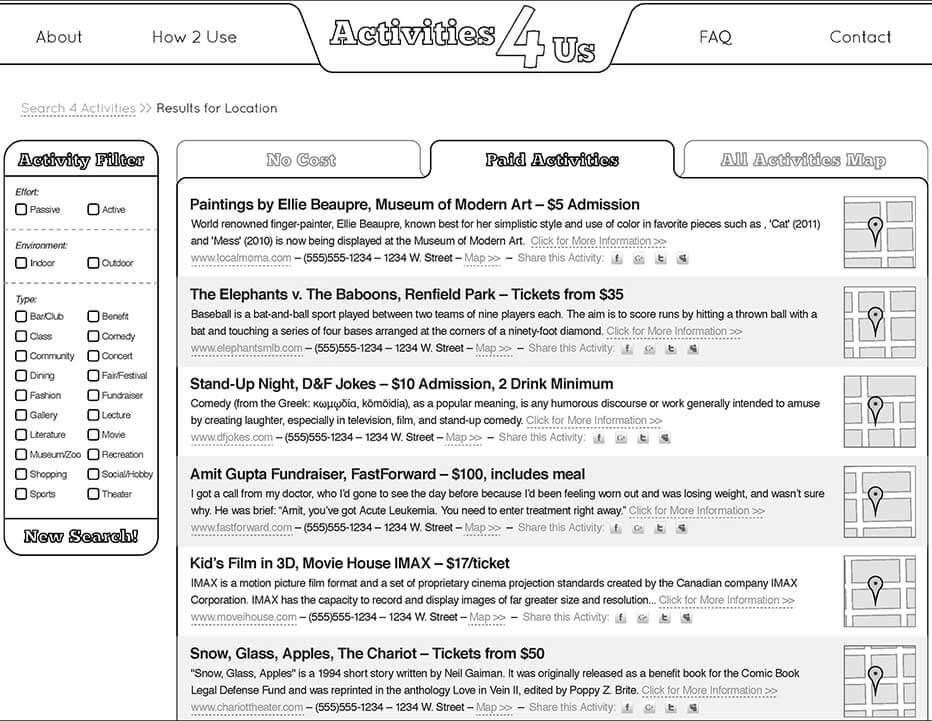 About
How 2 Use
Activities 4 Us
FAQ
Contact
Search 4 Activities >> Results for Location
Activity Filter
Effort:
Passive Active
Environment:
Indoor Outdoor
Type:
Bar/Club Benefit
Class Comedy
Community Concert
Dining Fair/Festival
Fashion Fundraiser
Gallery Lecture
Literature Movie
Museum/Zoo Recreation
Shopping Social/Hobby
Sports Theater
New Search!
No Cost
Paid Activities
All Activities Map
Paintings by Ellie Beaupre, Museum of Modern Art – $5 Admission
World renowned finger-painter, Ellie Beaupre, known best for her simplistic style and use of color in favorite pieces such as , 'Cat' (2011)
and 'Mess' (2010) is now being displayed at the Museum of Modern Art. Click for More Information >>
www.localmoma.com – (555)555-1234 – 1234 W. Street – Map >> – Share this Activity:
The Elephants v. The Baboons, Renfield Park – Tickets from $35
Baseball is a bat-and-ball sport played between two teams of nine players each. The aim is to score runs by hitting a thrown ball with a
bat and touching a series of four bases arranged at the corners of a ninety-foot diamond. Click for More Information >>
www.elephantsmlb.com – (555)555-1234 – 1234 W. Street – Map >> – Share this Activity:
Stand-Up Night, D&F Jokes – $10 Admission, 2 Drink Minimum
Comedy (from the Greek: κωμῳδία, kōmōidía), as a popular meaning, is any humorous discourse or work generally intended to amuse
by creating laughter, especially in television, film, and stand-up comedy. Click for More Information >>
www.dfjokes.com – (555)555-1234 – 1234 W. Street – Map >> – Share this Activity:
Amit Gupta Fundraiser, FastForward – $100, includes meal
I got a call from my doctor, who I'd gone to see the day before because I'd been feeling worn out and was losing weight, and wasn't sure
why. He was brief: “Amit, you've got Acute Leukemia. You need to enter treatment right away.” Click for More Information >>
www.fastforward.com – (555)555-1234 – 1234 W. Street – Map >> – Share this Activity:
Kid's Film in 3D, Movie House IMAX – $17/ticket
IMAX is a motion picture film format and a set of proprietary cinema projection standards created by the Canadian company IMAX
Corporation. IMAX has the capacity to record and display images of far greater size and resolution... Click for More Information >>
www.moveihouse.com – (555)555-1234 – 1234 W. Street – Map >> – Share this Activity:
Snow, Glass, Apples, The Chariot – Tickets from $50
"Snow, Glass, Apples" is a 1994 short story written by Neil Gaiman. It was originally released as a benefit book for the Comic Book
Legal Defense Fund and was reprinted in the anthology Love in Vein II, edited by Poppy Z. Brite. Click for More Information >>
www.chariottheater.com – (555)555-1234 – 1234 W. Street – Map >> – Share this Activity: